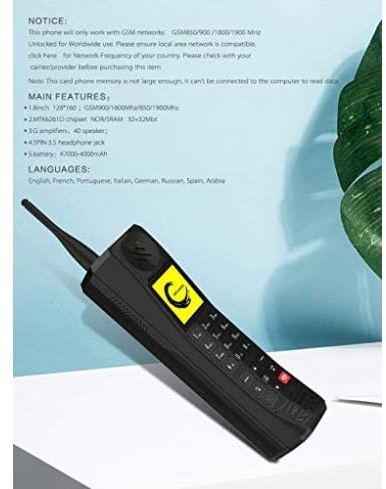 NOTICE:
This phone will only work with GSM networks   GSM850/900 /1800/1900 MHz
Unlocked for Worldwide use. Please ensure local area network is compatible.
click here  for Network Frequency of your country. Please check with your
carrier/provider before purchasing this phone
Note: This card phone memory is not large enough, it can't be connected to the computer to read data
MAIN FEATURES:
•1.8inch  128*160 ; GSM900/1800Mhz/850/1900Mhz
•2.MTK6261D chipset  NOR/SRAM: 32+32Mbt
•3.G amplifiers,  40 speaker;
•4.5PIN-3.5 headphone jack
•5.battery: K7000-4000mAh
LANGUAGES:
English, French, Portuguese, Italian, German, Russian, Spain, Arabia